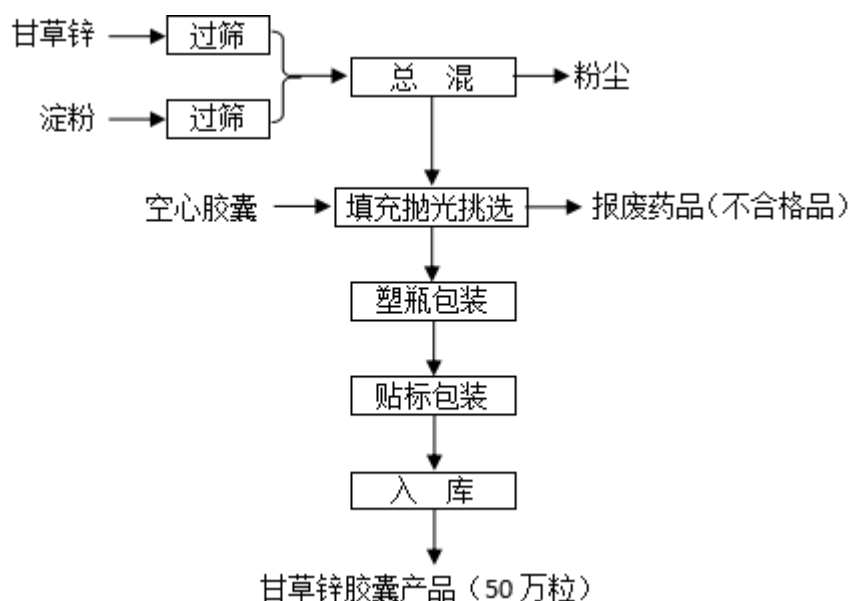 甘草锌
过筛
总 混
粉尘
淀粉
过筛
空心胶囊
填充抛光挑选
报废药品（不合格品）
塑瓶包装
贴标包装
入 库
甘草锌胶囊产品（50 万粒）